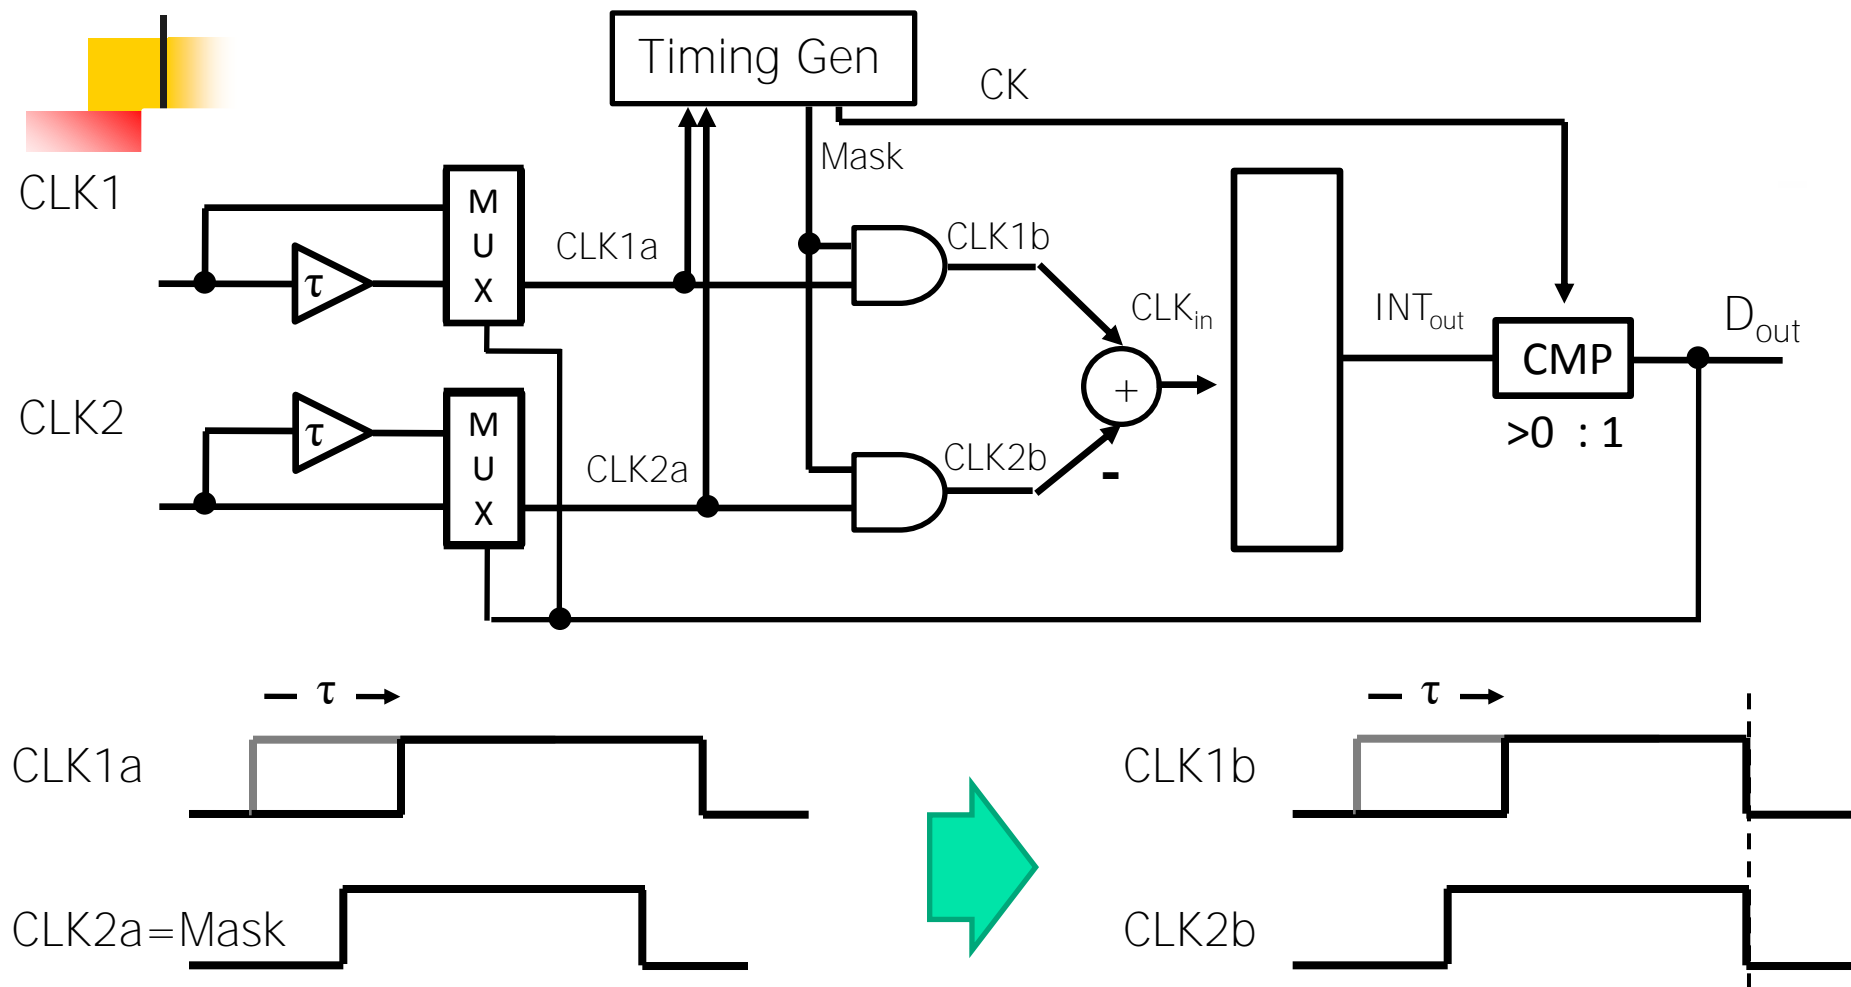 Timing Gen
CK
Mask
CLK1
M
U
X
CLK1a
CLK1b
τ
CLKin
INTout
Dout
CMP
>0 : 1
+
-
CLK2
τ
M
U
X
CLK2a
CLK2b
τ
CLK1a
CLK2a=Mask
τ
CLK1b
CLK2b